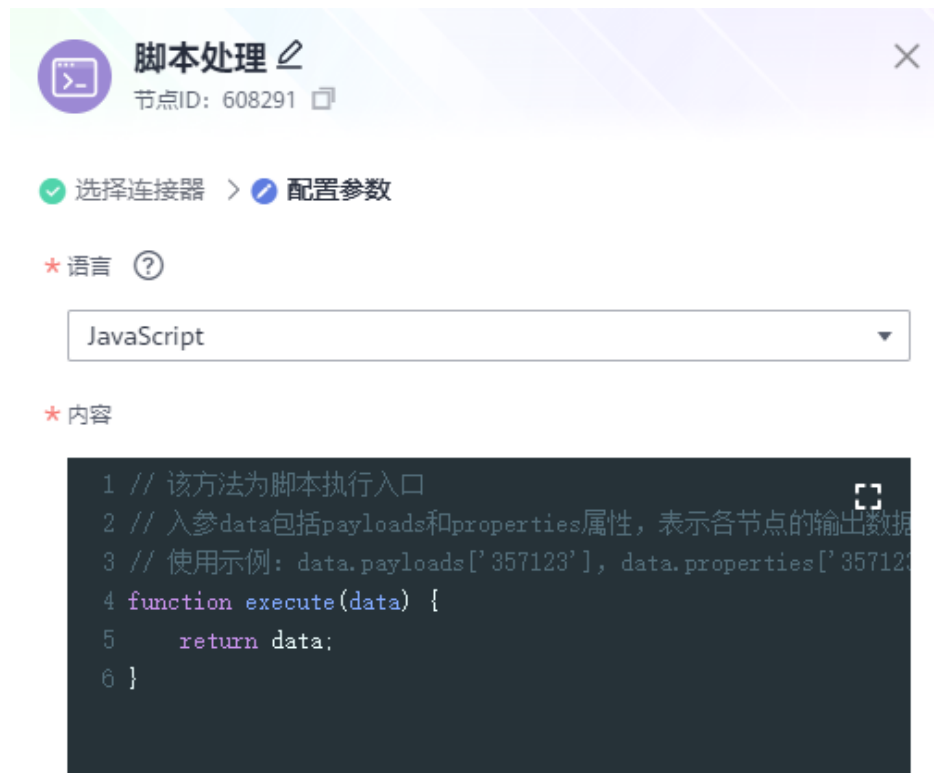 脚本处理
节点ID：608291
选择连接器 > 配置参数
* 语言 ?
JavaScript
* 内容
1 // 该方法为脚本执行入口
2 // 入参data包括payloads和properties属性，表示各节点的输出数据
3 // 使用示例：data.payloads['357123'], data.properties['357123
4 function execute(data) {
5     return data;
6 }